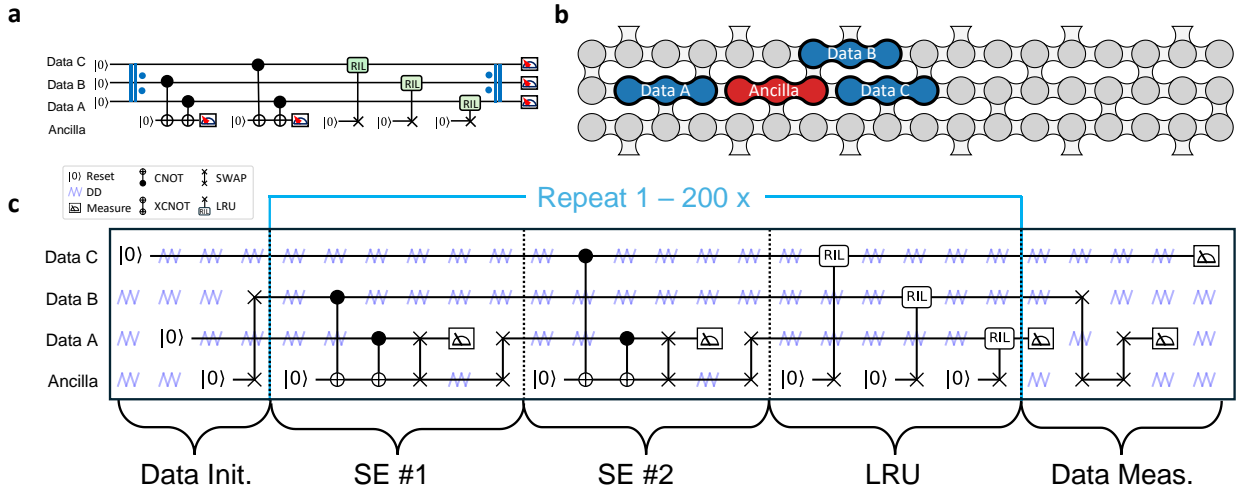 a
Data C |0⟩
Data B |0⟩ RIL
Data A |0⟩ RIL
RIL
Ancilla |0⟩ |0⟩ |0⟩ |0⟩ |0⟩
b
Data B
Data A Ancilla Data C
|0⟩ Reset CNOT SWAP
DD
Measure XCNOT RIL LRU
c
Repeat 1 – 200 x
Data C |0⟩ RIL
Data B RIL
Data A |0⟩ RIL
Ancilla |0⟩ |0⟩ |0⟩ |0⟩ |0⟩ |0⟩
Data Init. SE #1 SE #2 LRU Data Meas.